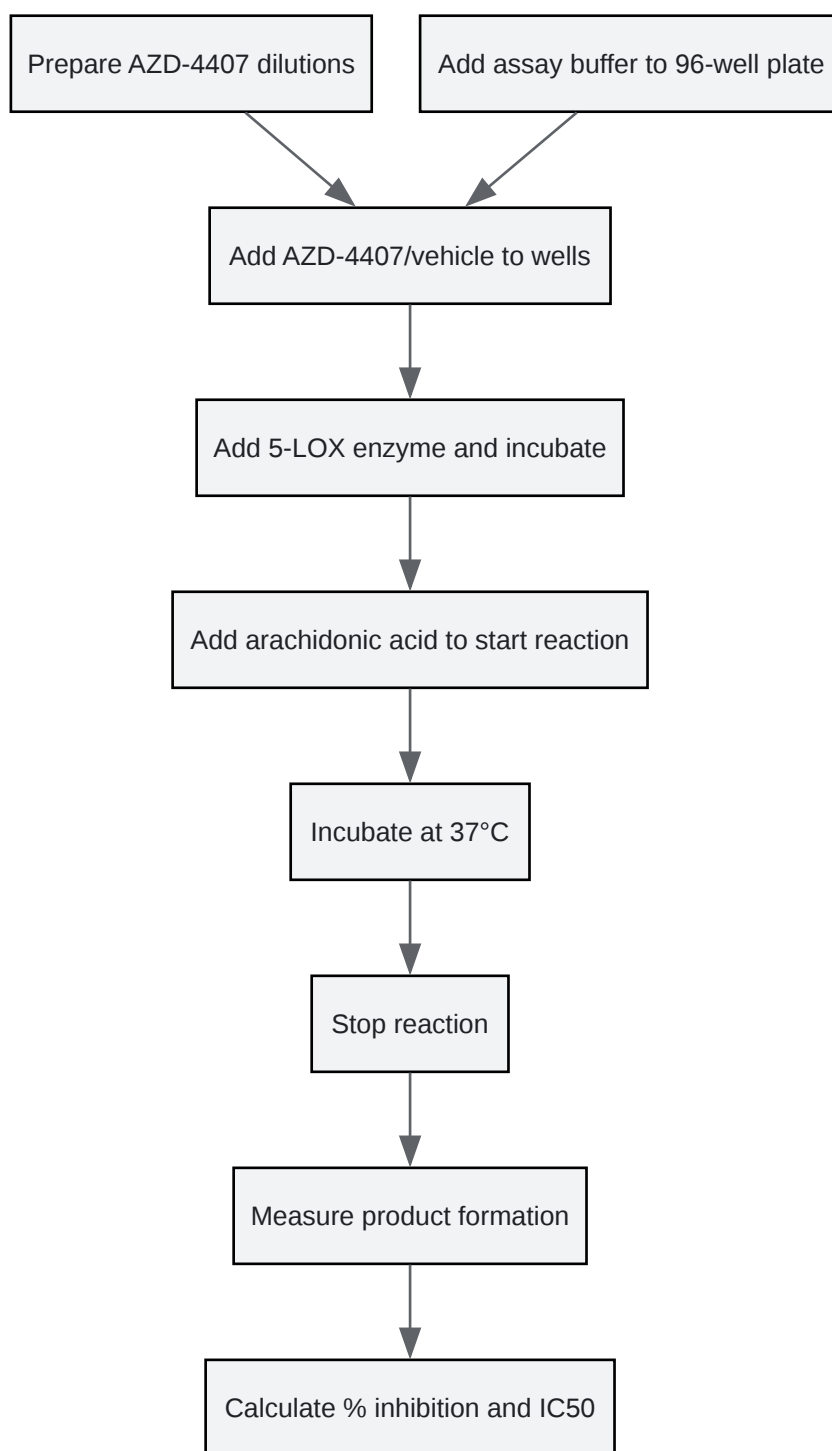 Prepare AZD-4407 dilutions
Add assay buffer to 96-well plate
Add AZD-4407/vehicle to wells
Add 5-LOX enzyme and incubate
Add arachidonic acid to start reaction
Incubate at 37°C
Stop reaction
Measure product formation
Calculate % inhibition and IC50